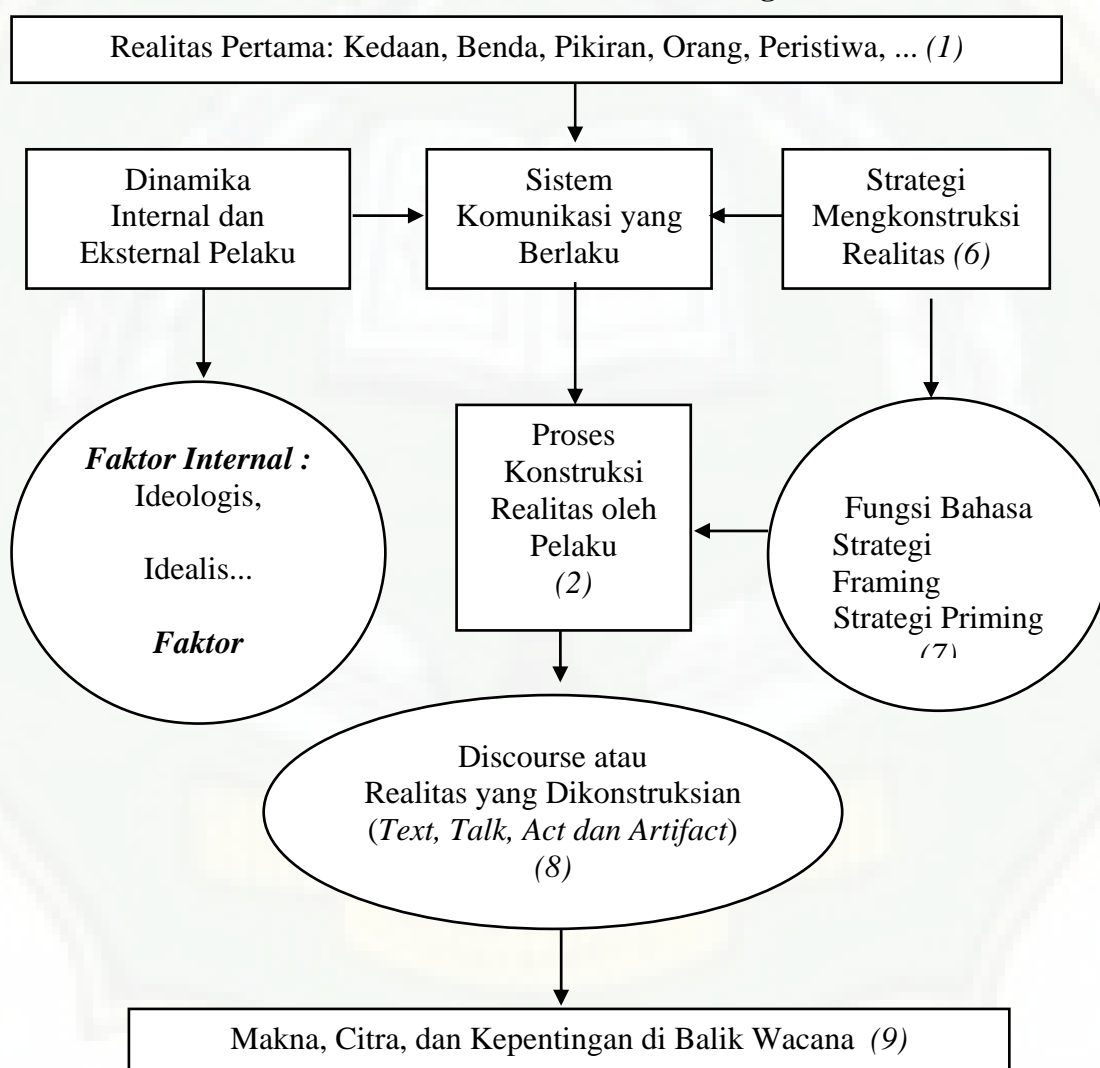 Realitas Pertama: Kedaan, Benda, Pikiran, Orang, Peristiwa, ... (1)
Dinamika
Internal dan
Eksternal Pelaku
Sistem
Komunikasi yang
Berlaku
Strategi
Mengkonstruksi
Realitas (6)
Faktor Internal :
Ideologis,
Idealis...
Faktor
Proses
Konstruksi
Realitas oleh
Pelaku
(2)
Fungsi Bahasa
Strategi
Framing
Strategi Priming
(7)
Discourse atau
Realitas yang Dikonstruksian
(Text, Talk, Act dan Artifact)
(8)
Makna, Citra, dan Kepentingan di Balik Wacana (9)